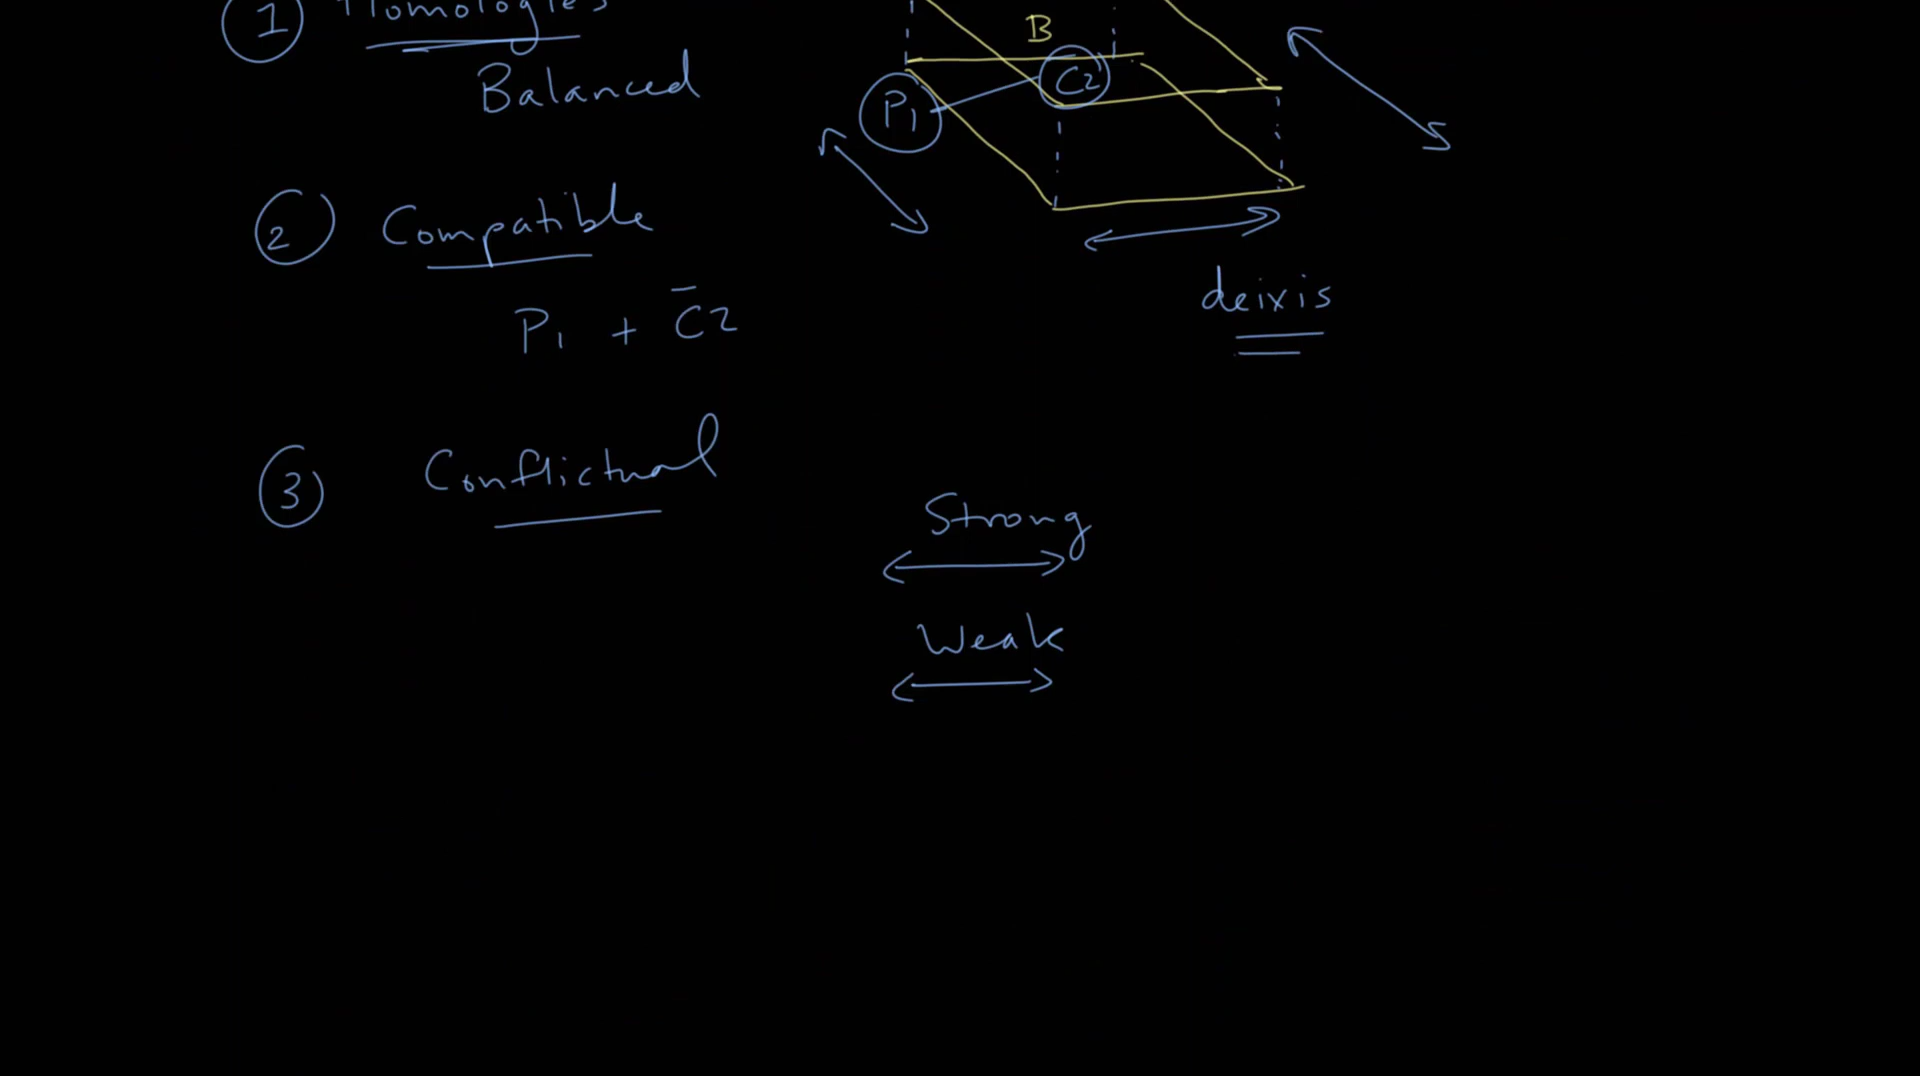 1 Homologies
Balanced
B
P1
C2
2 Compatible
P1 + C̄2
deixis
3 Conflictual
Strong
Weak